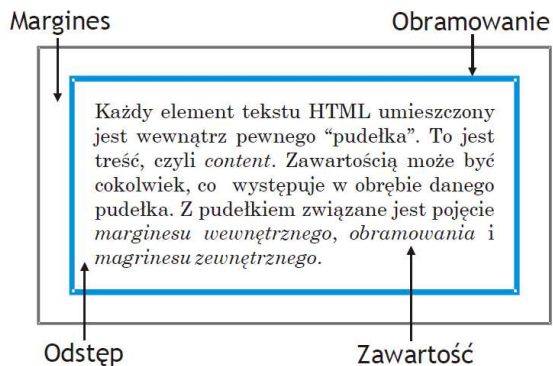 Margines
Obramowanie
Każdy element tekstu HTML umieszczony
jest wewnątrz pewnego “pudełka”. To jest
treść, czyli content. Zawartością może być
cokolwiek, co występuje w obrębie danego
pudełka. Z pudełkiem związane jest pojęcie
marginesu wewnętrznego, obramowania i
magrinesu zewnętrznego.
Odstęp
Zawartość